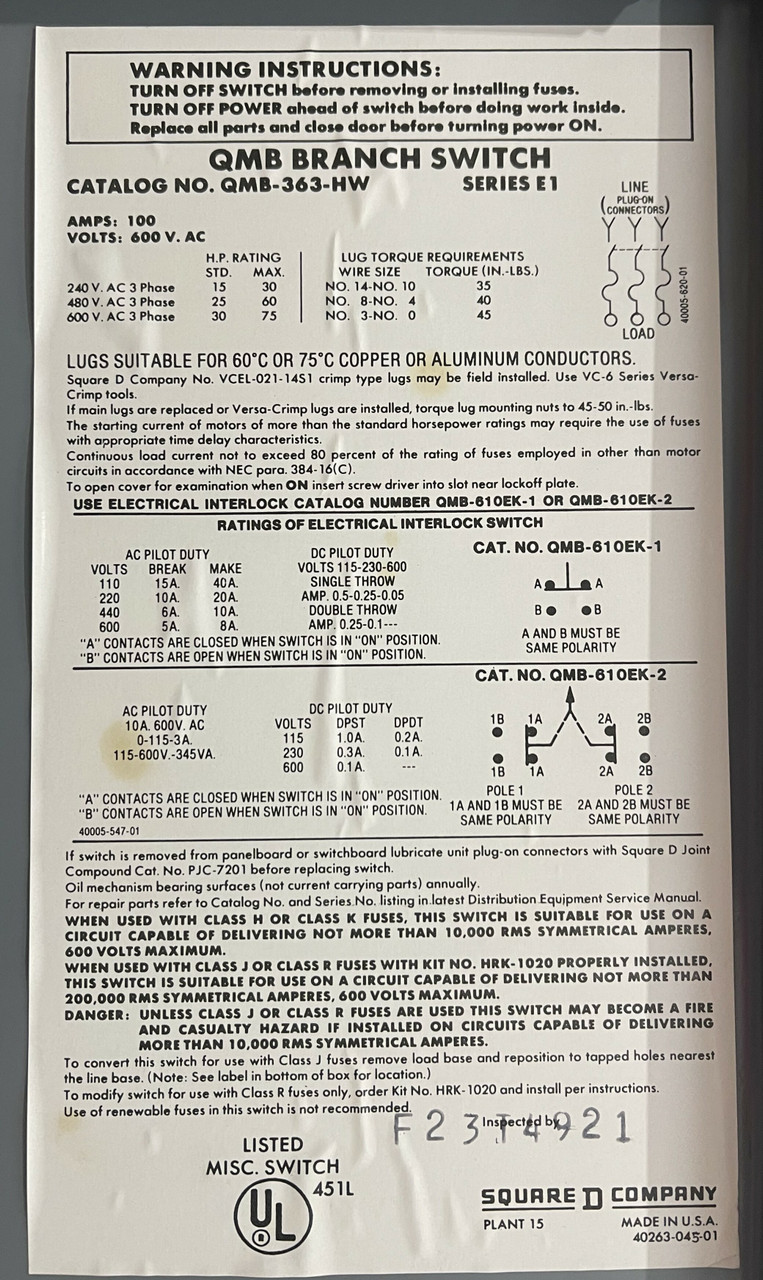 WARNING INSTRUCTIONS:
TURN OFF SWITCH before removing or installing fuses.
TURN OFF POWER ahead of switch before doing work inside.
Replace all parts and close door before turning power ON.
QMB BRANCH SWITCH
CATALOG NO. QMB-363-HW SERIES E1
AMPS: 100
VOLTS: 600 V. AC
H.P. RATING
STD. MAX.
240 V. AC 3 Phase 15 30
480 V. AC 3 Phase 25 60
600 V. AC 3 Phase 30 75
LUG TORQUE REQUIREMENTS
WIRE SIZE TORQUE (IN.-LBS.)
NO. 14-NO. 10 35
NO. 8-NO. 4 40
NO. 3-NO. 0 45
LINE
(PLUG-ON
CONNECTORS)
LOAD
40005-620-01
LUGS SUITABLE FOR 60°C OR 75°C COPPER OR ALUMINUM CONDUCTORS.
Square D Company No. VCEL-021-14S1 crimp type lugs may be field installed. Use VC-6 Series Versa-
Crimp tools.
If main lugs are replaced or Versa-Crimp lugs are installed, torque lug mounting nuts to 45-50 in.-lbs.
The starting current of motors of more than the standard horsepower ratings may require the use of fuses
with appropriate time delay characteristics.
Continuous load current not to exceed 80 percent of the rating of fuses employed in other than motor
circuits in accordance with NEC para. 384-16(C).
To open cover for examination when ON insert screw driver into slot near lockoff plate.
USE ELECTRICAL INTERLOCK CATALOG NUMBER QMB-610EK-1 OR QMB-610EK-2
RATINGS OF ELECTRICAL INTERLOCK SWITCH
AC PILOT DUTY
VOLTS BREAK MAKE
110 15A. 40A.
220 10A. 20A.
440 6A. 10A.
600 5A. 8A.
DC PILOT DUTY
VOLTS 115-230-600
SINGLE THROW
AMP. 0.5-0.25-0.05
DOUBLE THROW
AMP. 0.25-0.1---
"A" CONTACTS ARE CLOSED WHEN SWITCH IS IN "ON" POSITION.
"B" CONTACTS ARE OPEN WHEN SWITCH IS IN "ON" POSITION.
CAT. NO. QMB-610EK-1
A A
B B
A AND B MUST BE
SAME POLARITY
CAT. NO. QMB-610EK-2
AC PILOT DUTY
10A. 600V. AC
0-115-3A.
115-600V.-345VA.
DC PILOT DUTY
VOLTS DPST DPDT
115 1.0A. 0.2A.
230 0.3A. 0.1A.
600 0.1A. ---
1B 1A 2A 2B
1B 1A 2A 2B
POLE 1 POLE 2
1A AND 1B MUST BE 2A AND 2B MUST BE
SAME POLARITY SAME POLARITY
"A" CONTACTS ARE CLOSED WHEN SWITCH IS IN "ON" POSITION.
"B" CONTACTS ARE OPEN WHEN SWITCH IS IN "ON" POSITION.
40005-547-01
If switch is removed from panelboard or switchboard lubricate unit plug-on connectors with Square D Joint
Compound Cat. No. PJC-7201 before replacing switch.
Oil mechanism bearing surfaces (not current carrying parts) annually.
For repair parts refer to Catalog No. and Series No. listing in latest Distribution Equipment Service Manual.
WHEN USED WITH CLASS H OR CLASS K FUSES, THIS SWITCH IS SUITABLE FOR USE ON A
CIRCUIT CAPABLE OF DELIVERING NOT MORE THAN 10,000 RMS SYMMETRICAL AMPERES,
600 VOLTS MAXIMUM.
WHEN USED WITH CLASS J OR CLASS R FUSES WITH KIT NO. HRK-1020 PROPERLY INSTALLED,
THIS SWITCH IS SUITABLE FOR USE ON A CIRCUIT CAPABLE OF DELIVERING NOT MORE THAN
200,000 RMS SYMMETRICAL AMPERES, 600 VOLTS MAXIMUM.
DANGER: UNLESS CLASS J OR CLASS R FUSES ARE USED THIS SWITCH MAY BECOME A FIRE
AND CASUALTY HAZARD IF INSTALLED ON CIRCUITS CAPABLE OF DELIVERING
MORE THAN 10,000 RMS SYMMETRICAL AMPERES.
To convert this switch for use with Class J fuses remove load base and reposition to tapped holes nearest
the line base. (Note: See label in bottom of box for location.)
To modify switch for use with Class R fuses only, order Kit No. HRK-1020 and install per instructions.
Use of renewable fuses in this switch is not recommended.
Inspected by
F 2 3 T 4 9 2 1
LISTED
MISC. SWITCH
451L
UL
®
SQUARE D COMPANY
PLANT 15 MADE IN U.S.A.
40263-045-01